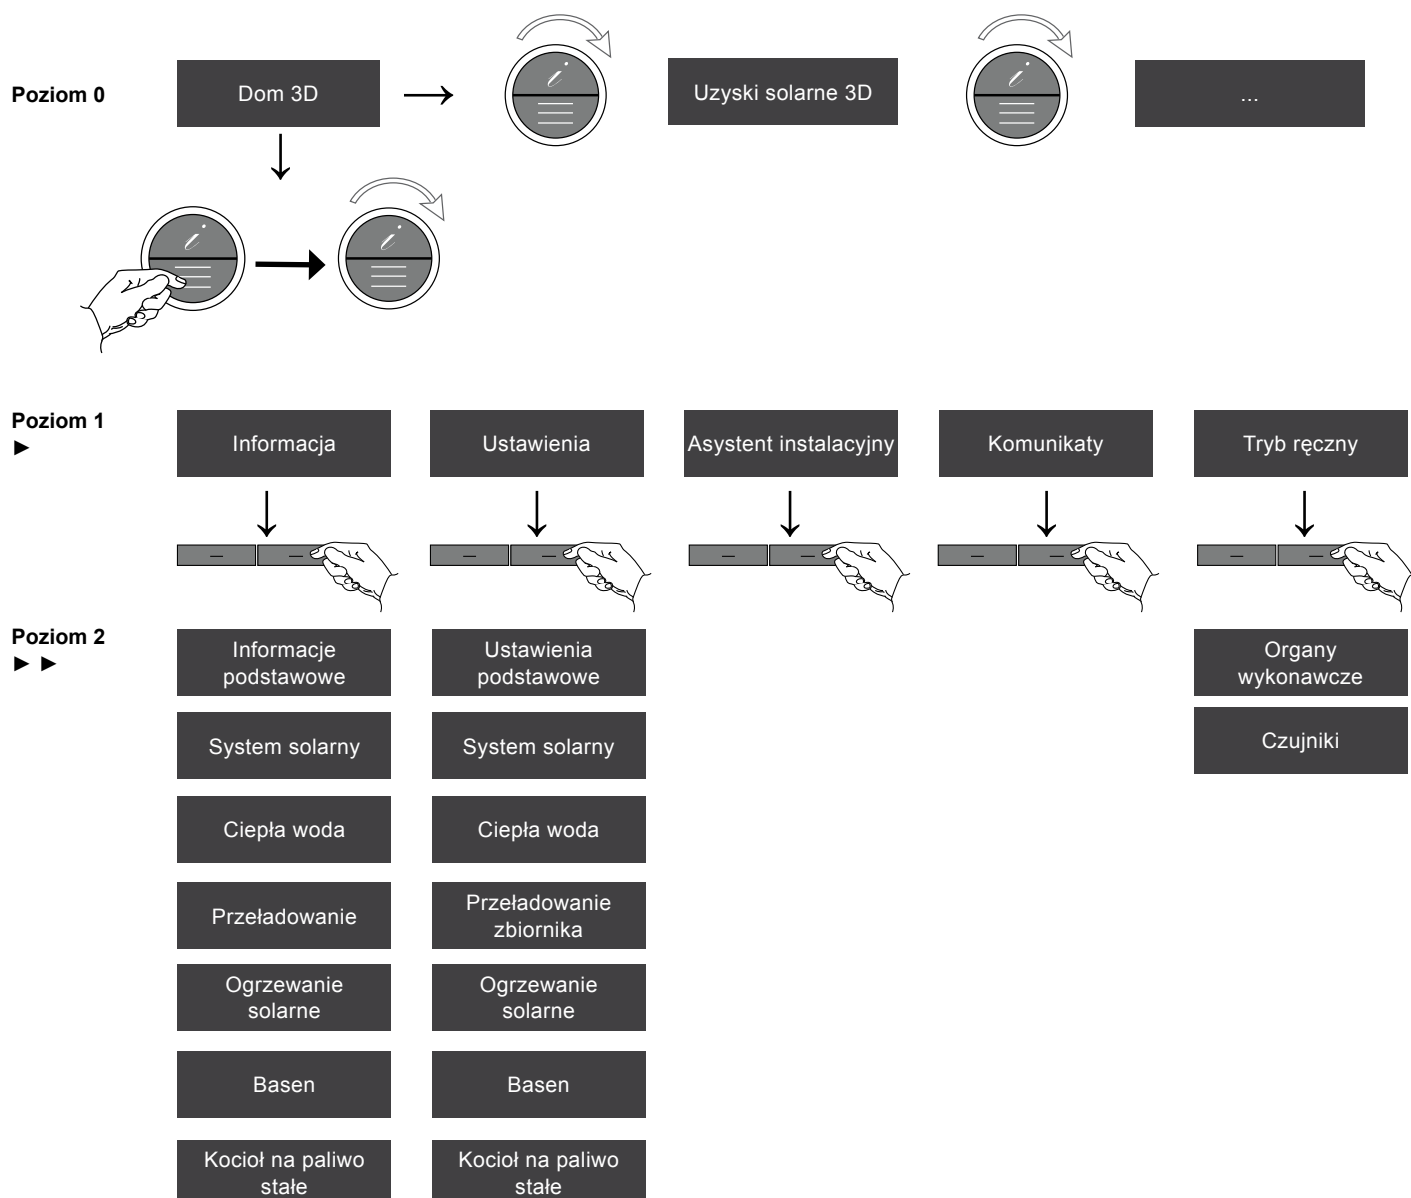 Poziom 0
Dom 3D
Uzyski solarne 3D
...
Poziom 1
►
Informacja
Ustawienia
Asystent instalacyjny
Komunikaty
Tryb ręczny
Poziom 2
► ►
Informacje
podstawowe
Ustawienia
podstawowe
Organy
wykonawcze
System solarny
System solarny
Czujniki
Ciepła woda
Ciepła woda
Przeładowanie
Przeładowanie
zbiornika
Ogrzewanie
solarne
Ogrzewanie
solarne
Basen
Basen
Kocioł na paliwo
stałe
Kocioł na paliwo
stałe